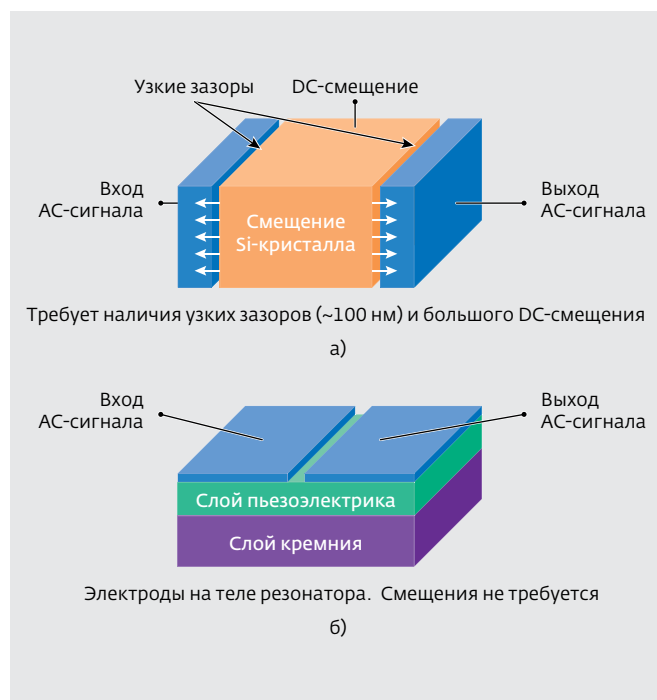 Узкие зазоры
DC-смещение
Вход
AC-сигнала
Выход
AC-сигнала
Смещение
Si-кристалла
Требует наличия узких зазоров (~100 нм) и большого DC-смещения
а)
Вход
AC-сигнала
Выход
AC-сигнала
Слой пьезоэлектрика
Слой кремния
Электроды на теле резонатора. Смещения не требуется
б)